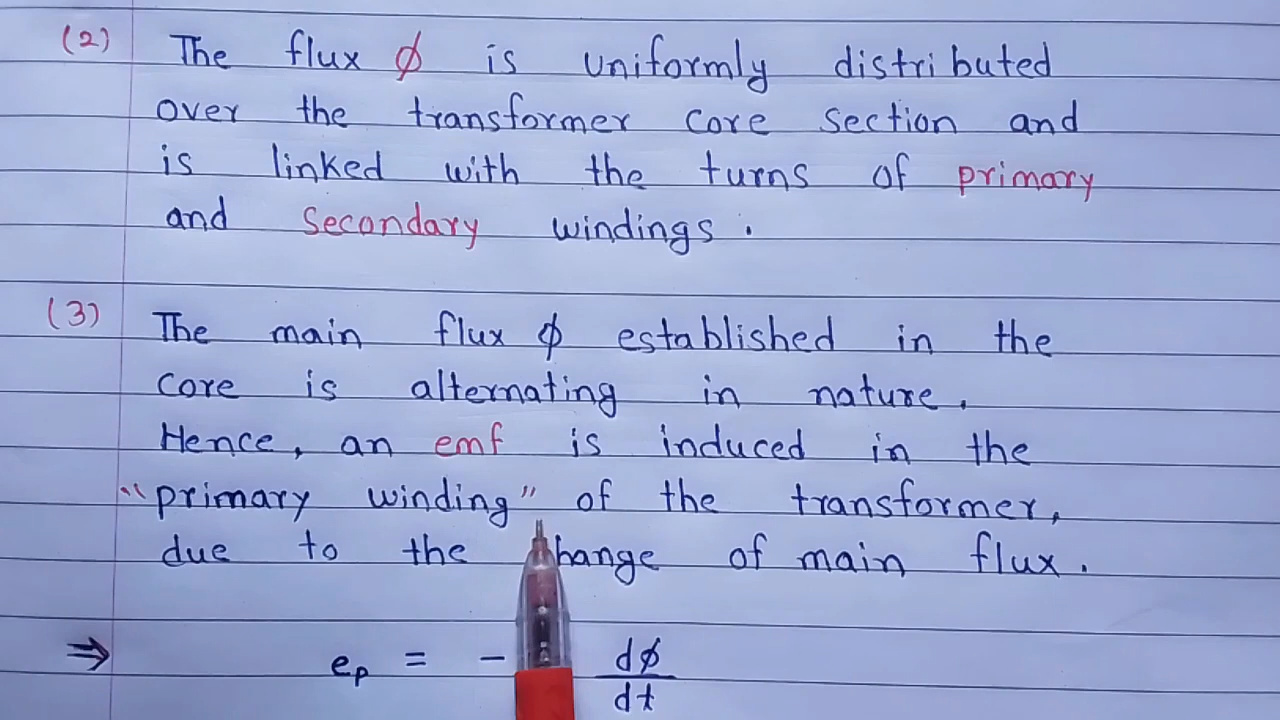 (2) The flux ϕ is uniformly distributed
over the transformer core section and
is linked with the turns of primary
and secondary windings.
(3) The main flux ϕ established in the
core is alternating in nature.
Hence, an emf is induced in the
"primary winding" of the transformer,
due to the hange of main flux.
⇒ eₚ = - dϕ/dt